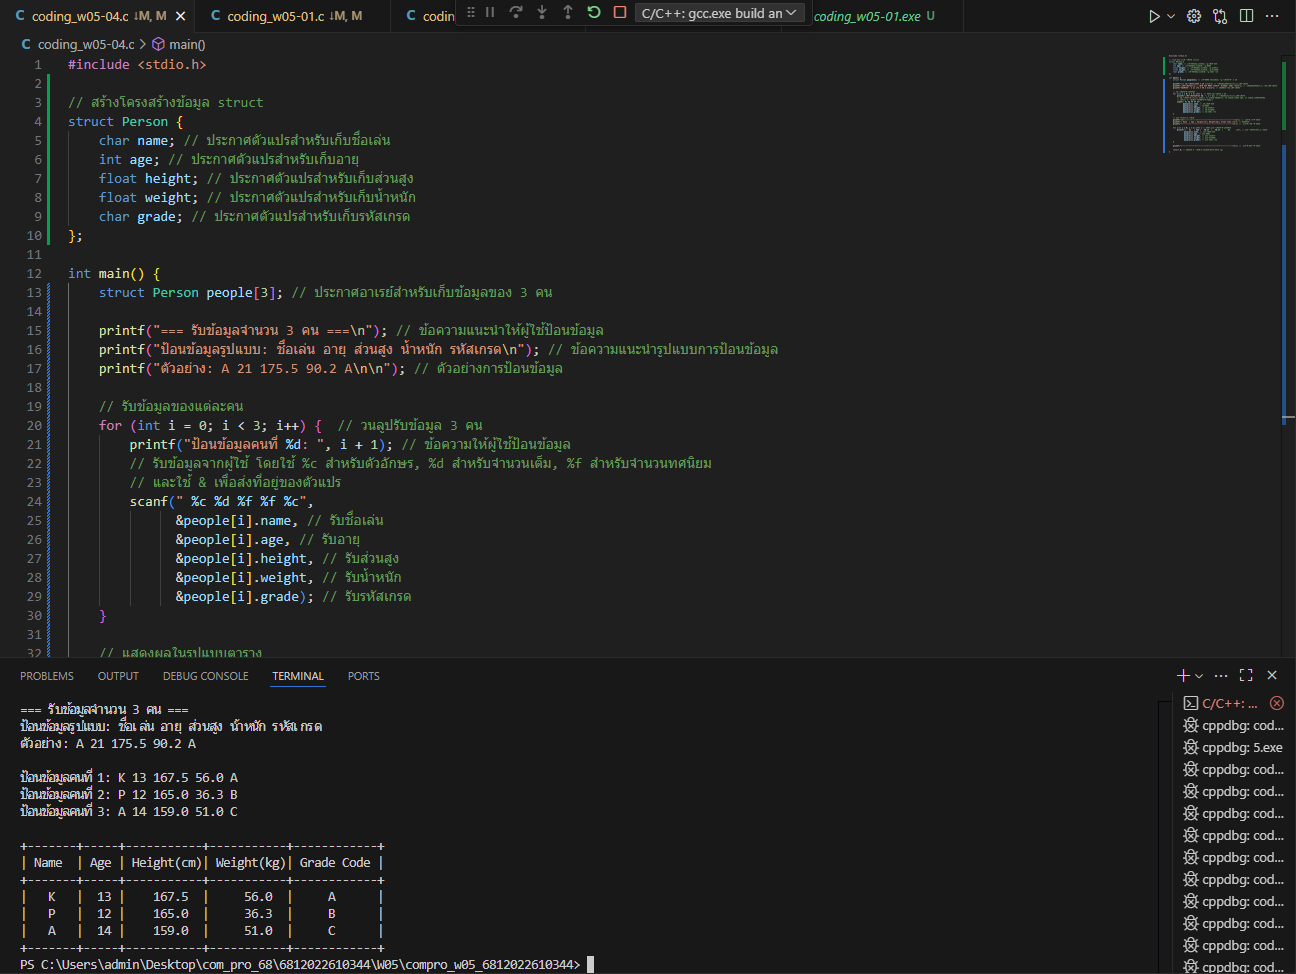 coding_w05-04.c ↓M, M
coding_w05-01.c ↓M, M
codin
C/C++: gcc.exe build an
coding_w05-01.exe U
coding_w05-04.c > main()
1 #include <stdio.h>
2
3 // สร้างโครงสร้างข้อมูล struct
4 struct Person {
5 char name; // ประกาศตัวแปรสำหรับเก็บชื่อเล่น
6 int age; // ประกาศตัวแปรสำหรับเก็บอายุ
7 float height; // ประกาศตัวแปรสำหรับเก็บส่วนสูง
8 float weight; // ประกาศตัวแปรสำหรับเก็บน้ำหนัก
9 char grade; // ประกาศตัวแปรสำหรับเก็บรหัสเกรด
10 };
11
12 int main() {
13 struct Person people[3]; // ประกาศอาเรย์สำหรับเก็บข้อมูลของ 3 คน
14
15 printf("=== รับข้อมูลจำนวน 3 คน ===\n"); // ข้อความแนะนำให้ผู้ใช้ป้อนข้อมูล
16 printf("ป้อนข้อมูลรูปแบบ: ชื่อเล่น อายุ ส่วนสูง น้ำหนัก รหัสเกรด\n"); // ข้อความแนะนำรูปแบบการป้อนข้อมูล
17 printf("ตัวอย่าง: A 21 175.5 90.2 A\n\n"); // ตัวอย่างการป้อนข้อมูล
18
19 // รับข้อมูลของแต่ละคน
20 for (int i = 0; i < 3; i++) { // วนลูปรับข้อมูล 3 คน
21 printf("ป้อนข้อมูลคนที่ %d: ", i + 1); // ข้อความให้ผู้ใช้ป้อนข้อมูล
22 // รับข้อมูลจากผู้ใช้ โดยใช้ %c สำหรับตัวอักษร, %d สำหรับจำนวนเต็ม, %f สำหรับจำนวนทศนิยม
23 // และใช้ & เพื่อส่งที่อยู่ของตัวแปร
24 scanf(" %c %d %f %f %c",
25 &people[i].name, // รับชื่อเล่น
26 &people[i].age, // รับอายุ
27 &people[i].height, // รับส่วนสูง
28 &people[i].weight, // รับน้ำหนัก
29 &people[i].grade); // รับรหัสเกรด
30 }
31
32 // แสดงผลในรูปแบบตาราง
PROBLEMS OUTPUT DEBUG CONSOLE TERMINAL PORTS
=== รับข้อมูลจำนวน 3 คน ===
ป้อนข้อมูลรูปแบบ: ชื่อเล่น อายุ ส่วนสูง น้ำหนัก รหัสเกรด
ตัวอย่าง: A 21 175.5 90.2 A
ป้อนข้อมูลคนที่ 1: K 13 167.5 56.0 A
ป้อนข้อมูลคนที่ 2: P 12 165.0 36.3 B
ป้อนข้อมูลคนที่ 3: A 14 159.0 51.0 C
+-------+-----+-----------+-----------+------------+
| Name | Age | Height(cm)| Weight(kg)| Grade Code |
+-------+-----+-----------+-----------+------------+
| K | 13 | 167.5 | 56.0 | A |
| P | 12 | 165.0 | 36.3 | B |
| A | 14 | 159.0 | 51.0 | C |
+-------+-----+-----------+-----------+------------+
PS C:\Users\admin\Desktop\com_pro_68\6812022610344\W05\compro_w05_6812022610344>
C/C++: ...
cppdbg: cod...
cppdbg: 5.exe
cppdbg: cod...
cppdbg: cod...
cppdbg: cod...
cppdbg: cod...
cppdbg: cod...
cppdbg: cod...
cppdbg: cod...
cppdbg: cod...
cppdbg: cod...
cppdbg: cod...